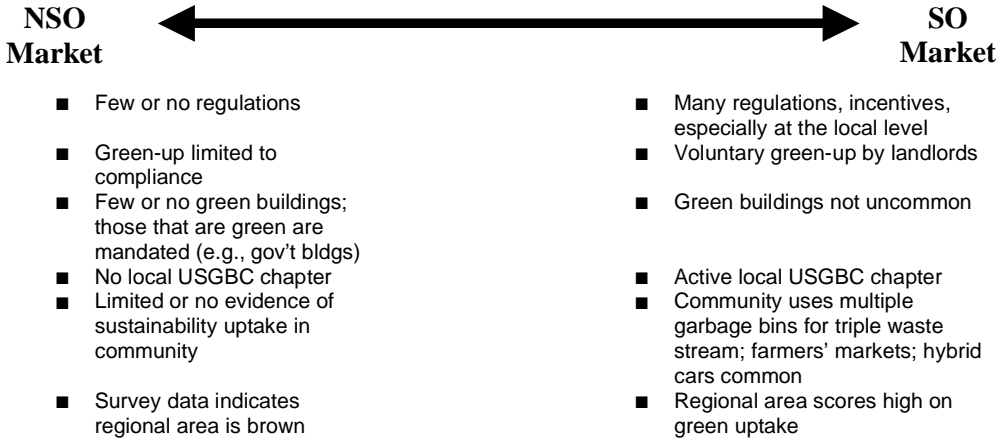 NSO
Market
SO
Market
■ Few or no regulations
■ Many regulations, incentives,
especially at the local level
■ Green-up limited to
compliance
■ Voluntary green-up by landlords
■ Few or no green buildings;
those that are green are
mandated (e.g., gov't bldgs)
■ Green buildings not uncommon
■ No local USGBC chapter
■ Active local USGBC chapter
■ Limited or no evidence of
sustainability uptake in
community
■ Community uses multiple
garbage bins for triple waste
stream; farmers' markets; hybrid
cars common
■ Survey data indicates
regional area is brown
■ Regional area scores high on
green uptake